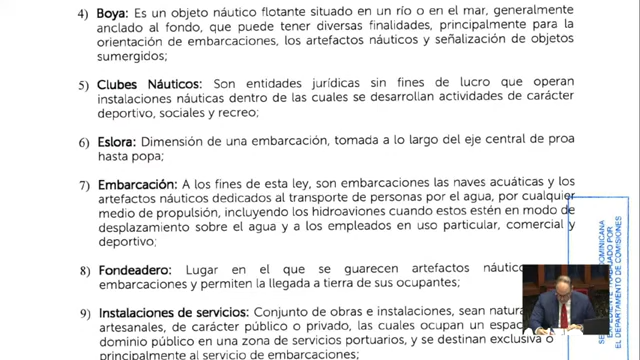 4) Boya: Es un objeto náutico flotante situado en un río o en el mar, generalmente
anclado al fondo, que puede tener diversas finalidades, principalmente para la
orientación de embarcaciones, los artefactos náuticos y señalización de objetos
sumergidos;
5) Clubes Náuticos: Son entidades jurídicas sin fines de lucro que operan
instalaciones náuticas dentro de las cuales se desarrollan actividades de carácter
deportivo, sociales y recreo;
6) Eslora: Dimensión de una embarcación, tomada a lo largo del eje central de proa
hasta popa;
7) Embarcación: A los fines de esta ley, son embarcaciones las naves acuáticas y los
artefactos náuticos dedicados al transporte de personas por el agua, por cualquier
medio de propulsión, incluyendo los hidroaviones cuando estos estén en modo de
desplazamiento sobre el agua y a los empleados en uso particular, comercial y
deportivo;
8) Fondeadero: Lugar en el que se guarecen artefactos
embarcaciones y permiten la llegada a tierra de sus ocupantes;
9) Instalaciones de servicios: Conjunto de obras e instalaciones, sean
artesanales, de carácter público o privado, las cuales ocupan un
dominio público en una zona de servicios portuarios, y se destinan exclusiva o
principalmente al servicio de embarcaciones;
DEPARTAMENTO DE COMISIONES